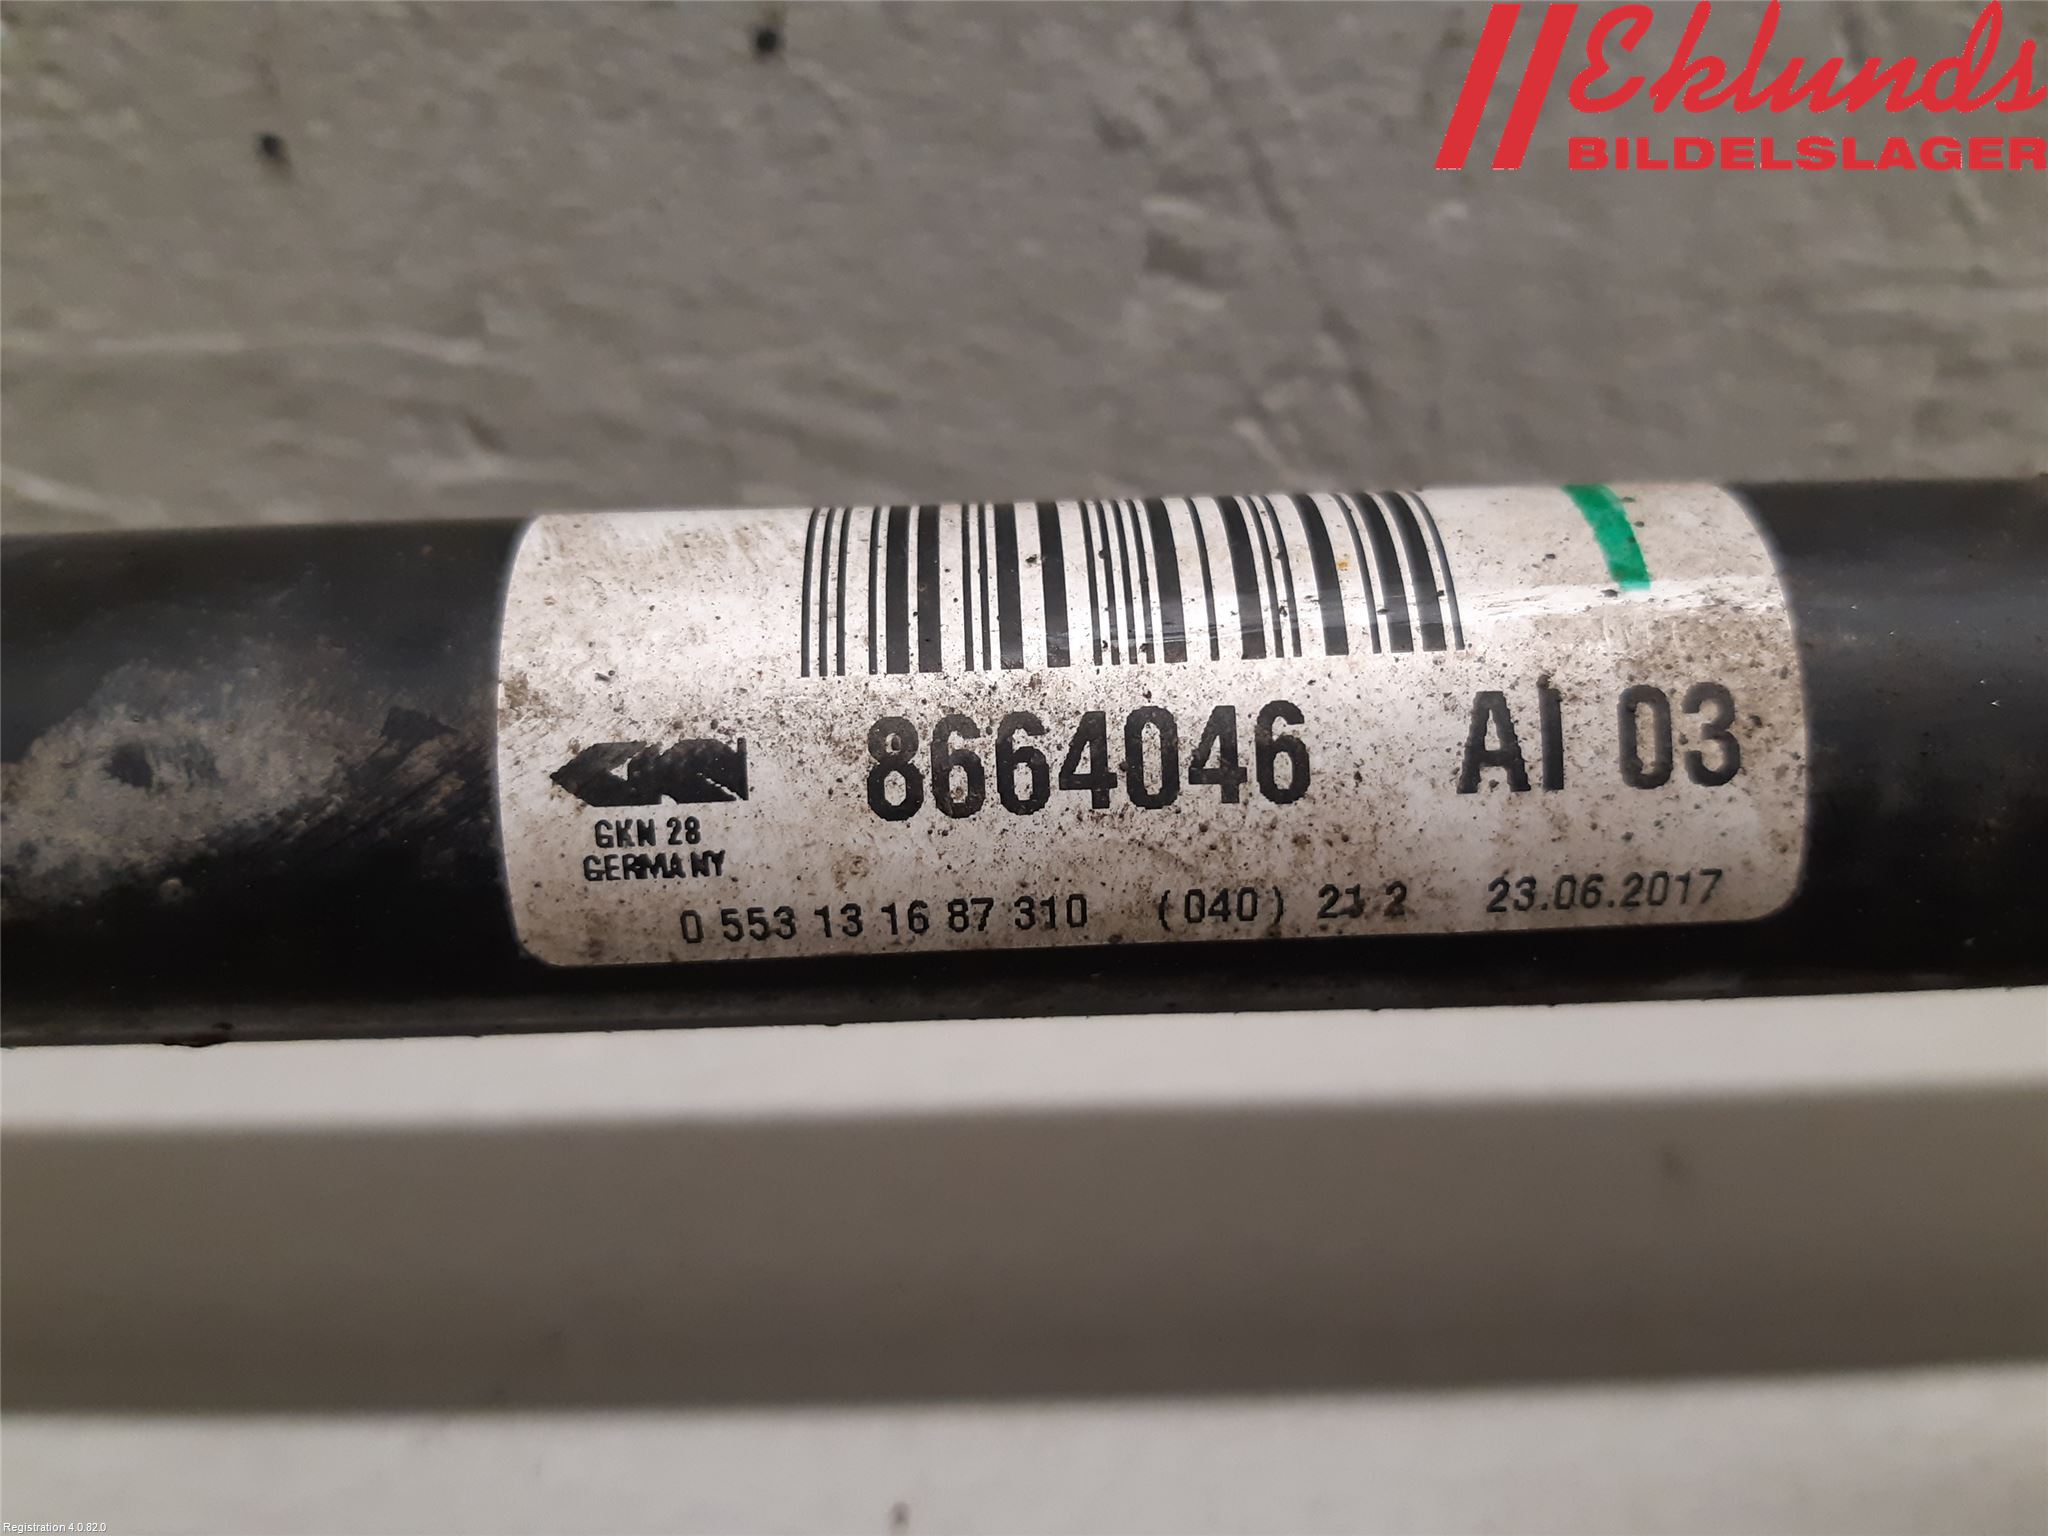 Eklunds
BILDELSLAGER
8664046 AI 03
GKN 28
GERMANY
0 553 13 16 87 310 (040) 21 2 23.06.2017
Registration 4.0.82.0